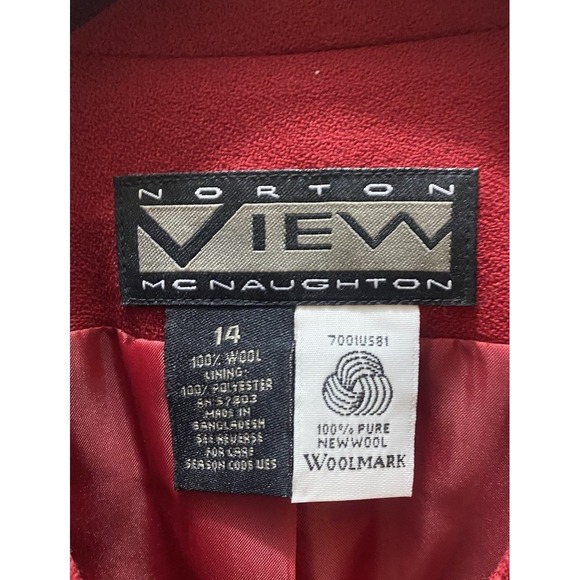 NORTON
VIEW
MCNAUGHTON
14
100% WOOL
LINING:
100% POLYESTER
RN 57803
MADE IN
BANGLADESH
SEE REVERSE
FOR CARE
SEASON CODE: WES
7001US81
100% PURE
NEW WOOL
WOOLMARK